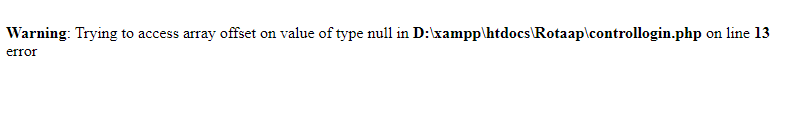 Warning: Trying to access array offset on value of type null in D:\xampp\htdocs\Rotaap\controllogin.php on line 13
error